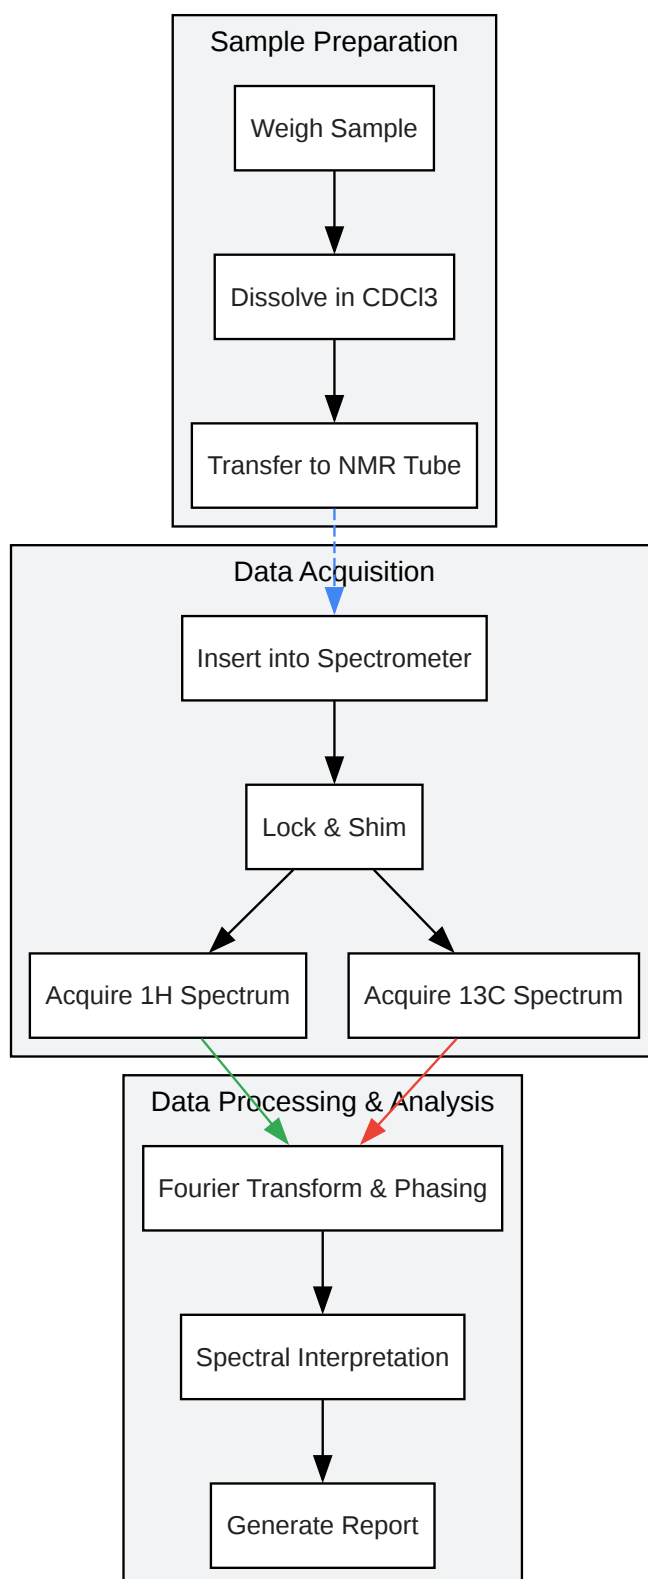 Sample Preparation
Weigh Sample
Dissolve in CDCl3
Transfer to NMR Tube
Data Acquisition
Insert into Spectrometer
Lock & Shim
Acquire 1H Spectrum
Acquire 13C Spectrum
Data Processing & Analysis
Fourier Transform & Phasing
Spectral Interpretation
Generate Report